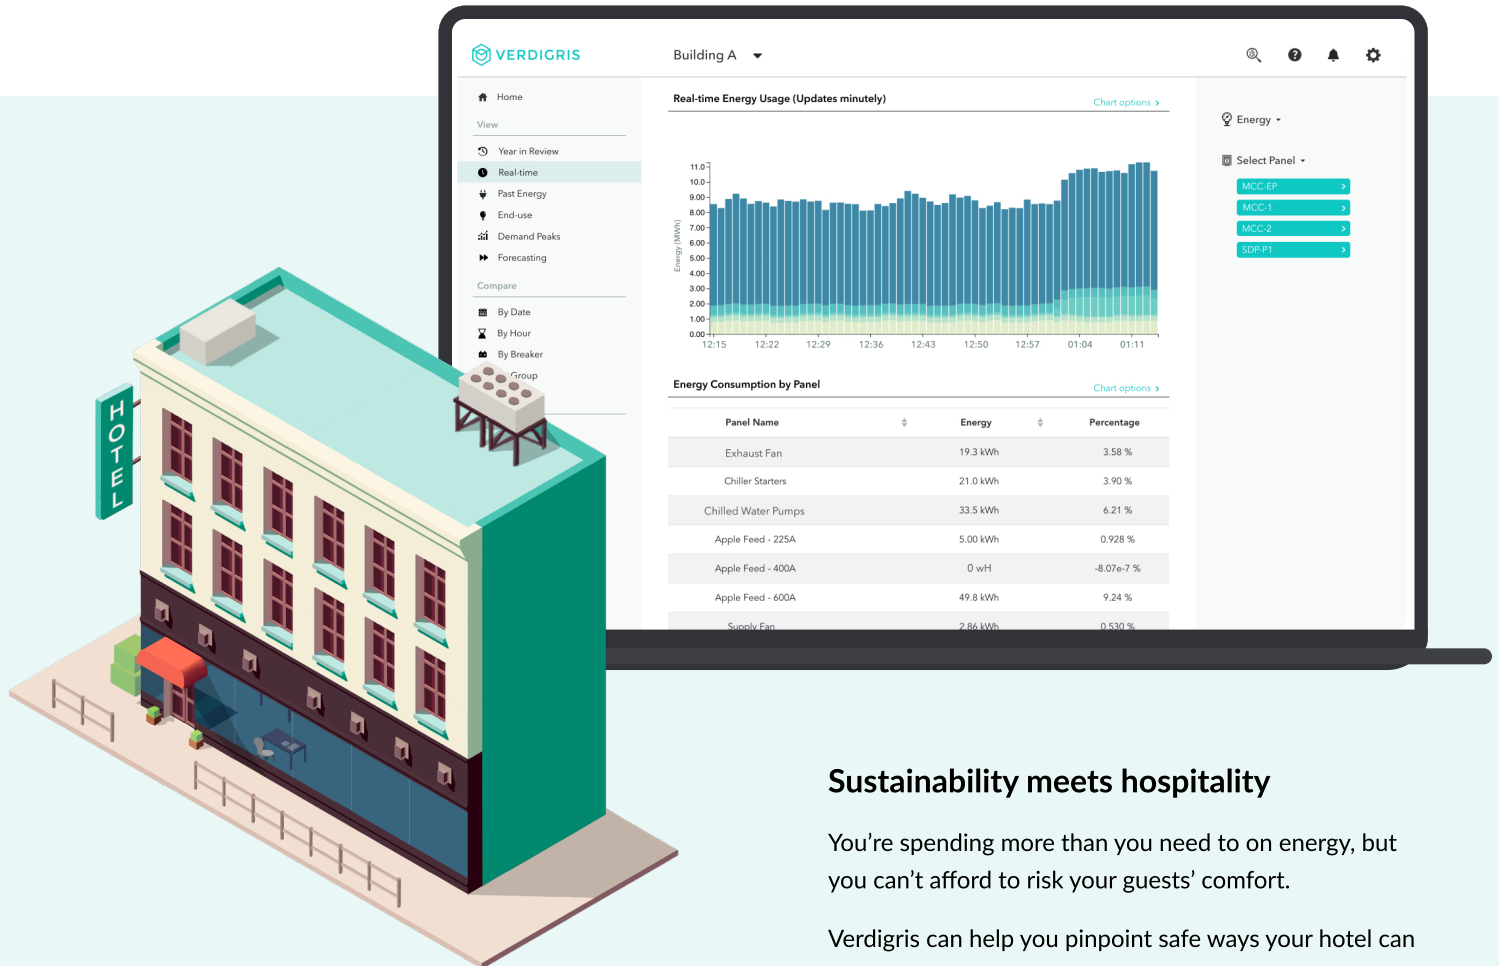 VERDIGRIS
Building A
Home
View
Year in Review
Real-time
Past Energy
End-use
Demand Peaks
Forecasting
Compare
By Date
By Hour
By Breaker
Group
Real-time Energy Usage (Updates minutely)
Chart options
Energy (MWh)
11.0
10.0
9.00
8.00
7.00
6.00
5.00
4.00
3.00
2.00
1.00
0.00
12:15 12:22 12:29 12:36 12:43 12:50 12:57 01:04 01:11
Energy Consumption by Panel
Chart options
Panel Name Energy Percentage
Exhaust Fan 19.3 kWh 3.58 %
Chiller Starters 21.0 kWh 3.90 %
Chilled Water Pumps 33.5 kWh 6.21 %
Apple Feed - 225A 5.00 kWh 0.928 %
Apple Feed - 400A 0 wH -8.07e-7 %
Apple Feed - 600A 49.8 kWh 9.24 %
Supply Fan 2.86 kWh 0.530 %
Energy
Select Panel
MCC-EP
MCC-1
MCC-2
SDP-P1
HOTEL
Sustainability meets hospitality
You’re spending more than you need to on energy, but
you can’t afford to risk your guests’ comfort.
Verdigris can help you pinpoint safe ways your hotel can